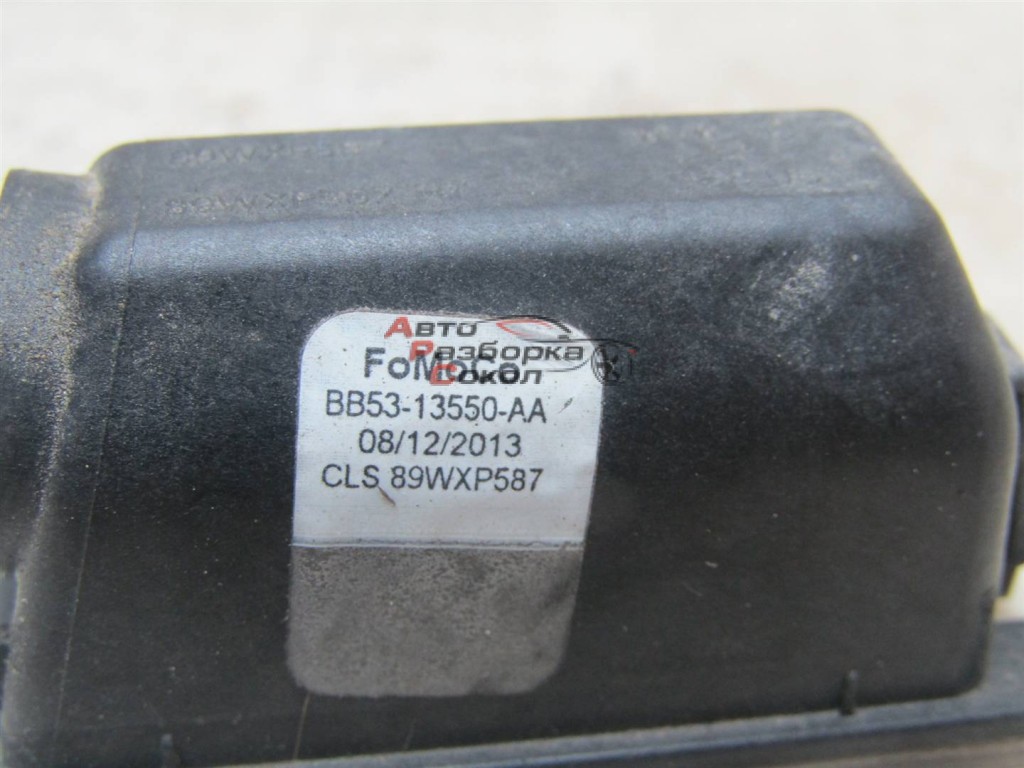 Авто
Разборка
Сокол
FoMoCo
BB53-13550-AA
08/12/2013
CLS 89WXP587